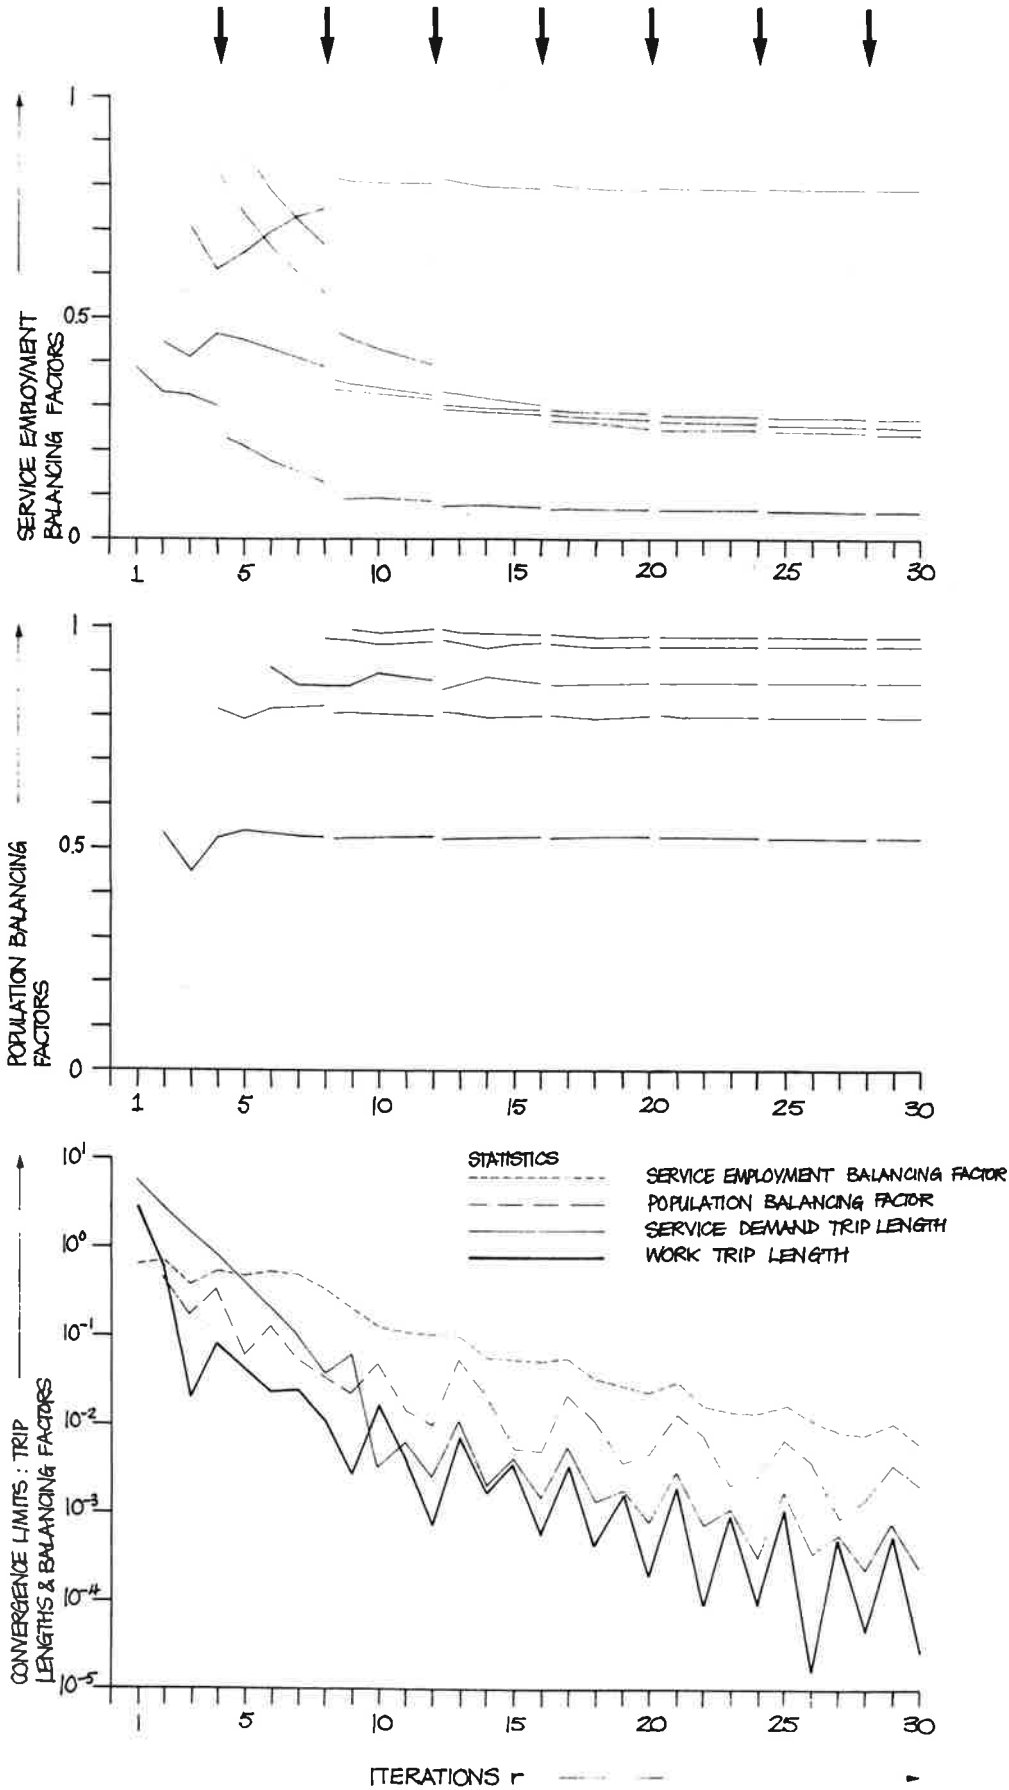 1
0.5
0
SERVICE EMPLOYMENT
BALANCING FACTORS
1 5 10 15 20 25 30
1
0.5
0
POPULATION BALANCING
FACTORS
1 5 10 15 20 25 30
10¹
10⁰
10⁻¹
10⁻²
10⁻³
10⁻⁴
10⁻⁵
CONVERGENCE LIMITS : TRIP
LENGTHS & BALANCING FACTORS
STATISTICS
SERVICE EMPLOYMENT BALANCING FACTOR
POPULATION BALANCING FACTOR
SERVICE DEMAND TRIP LENGTH
WORK TRIP LENGTH
1 5 10 15 20 25 30
ITERATIONS r